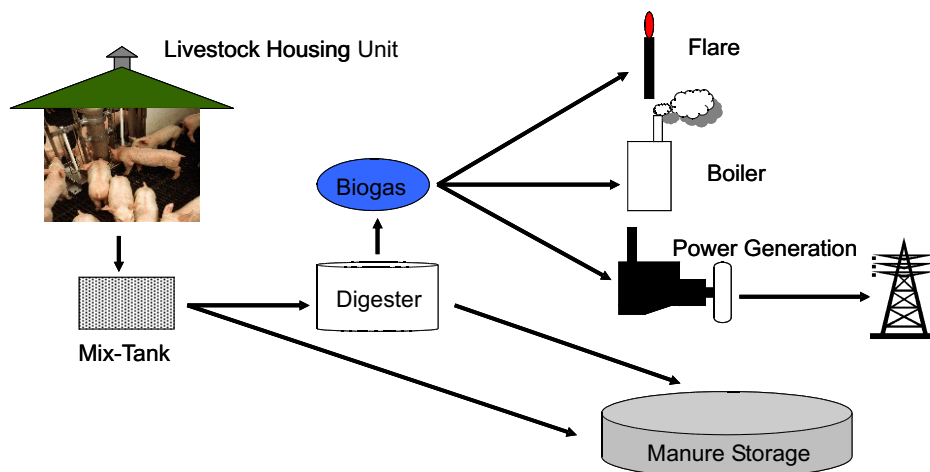 Livestock Housing Unit
Flare
Biogas
Boiler
Power Generation
Digester
Mix-Tank
Manure Storage